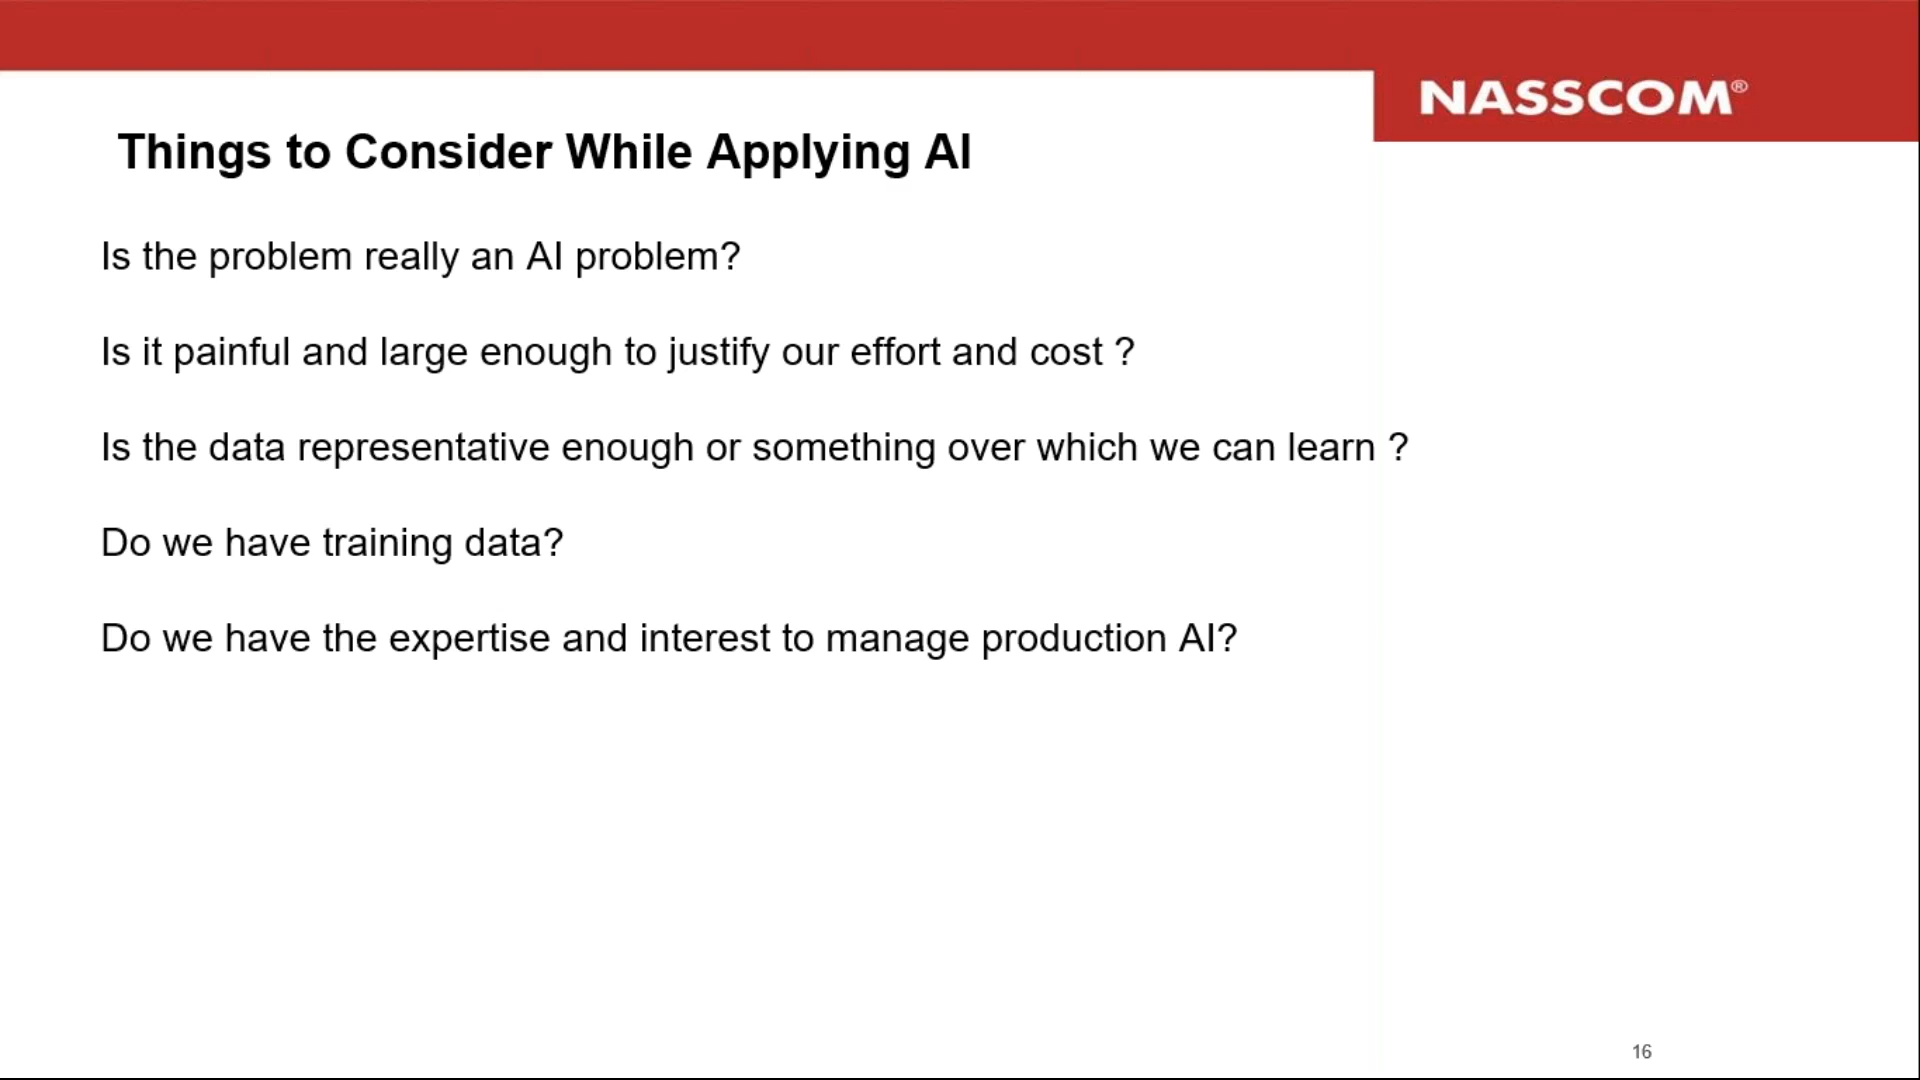 NASSCOM®
Things to Consider While Applying AI
Is the problem really an AI problem?
Is it painful and large enough to justify our effort and cost ?
Is the data representative enough or something over which we can learn ?
Do we have training data?
Do we have the expertise and interest to manage production AI?
16